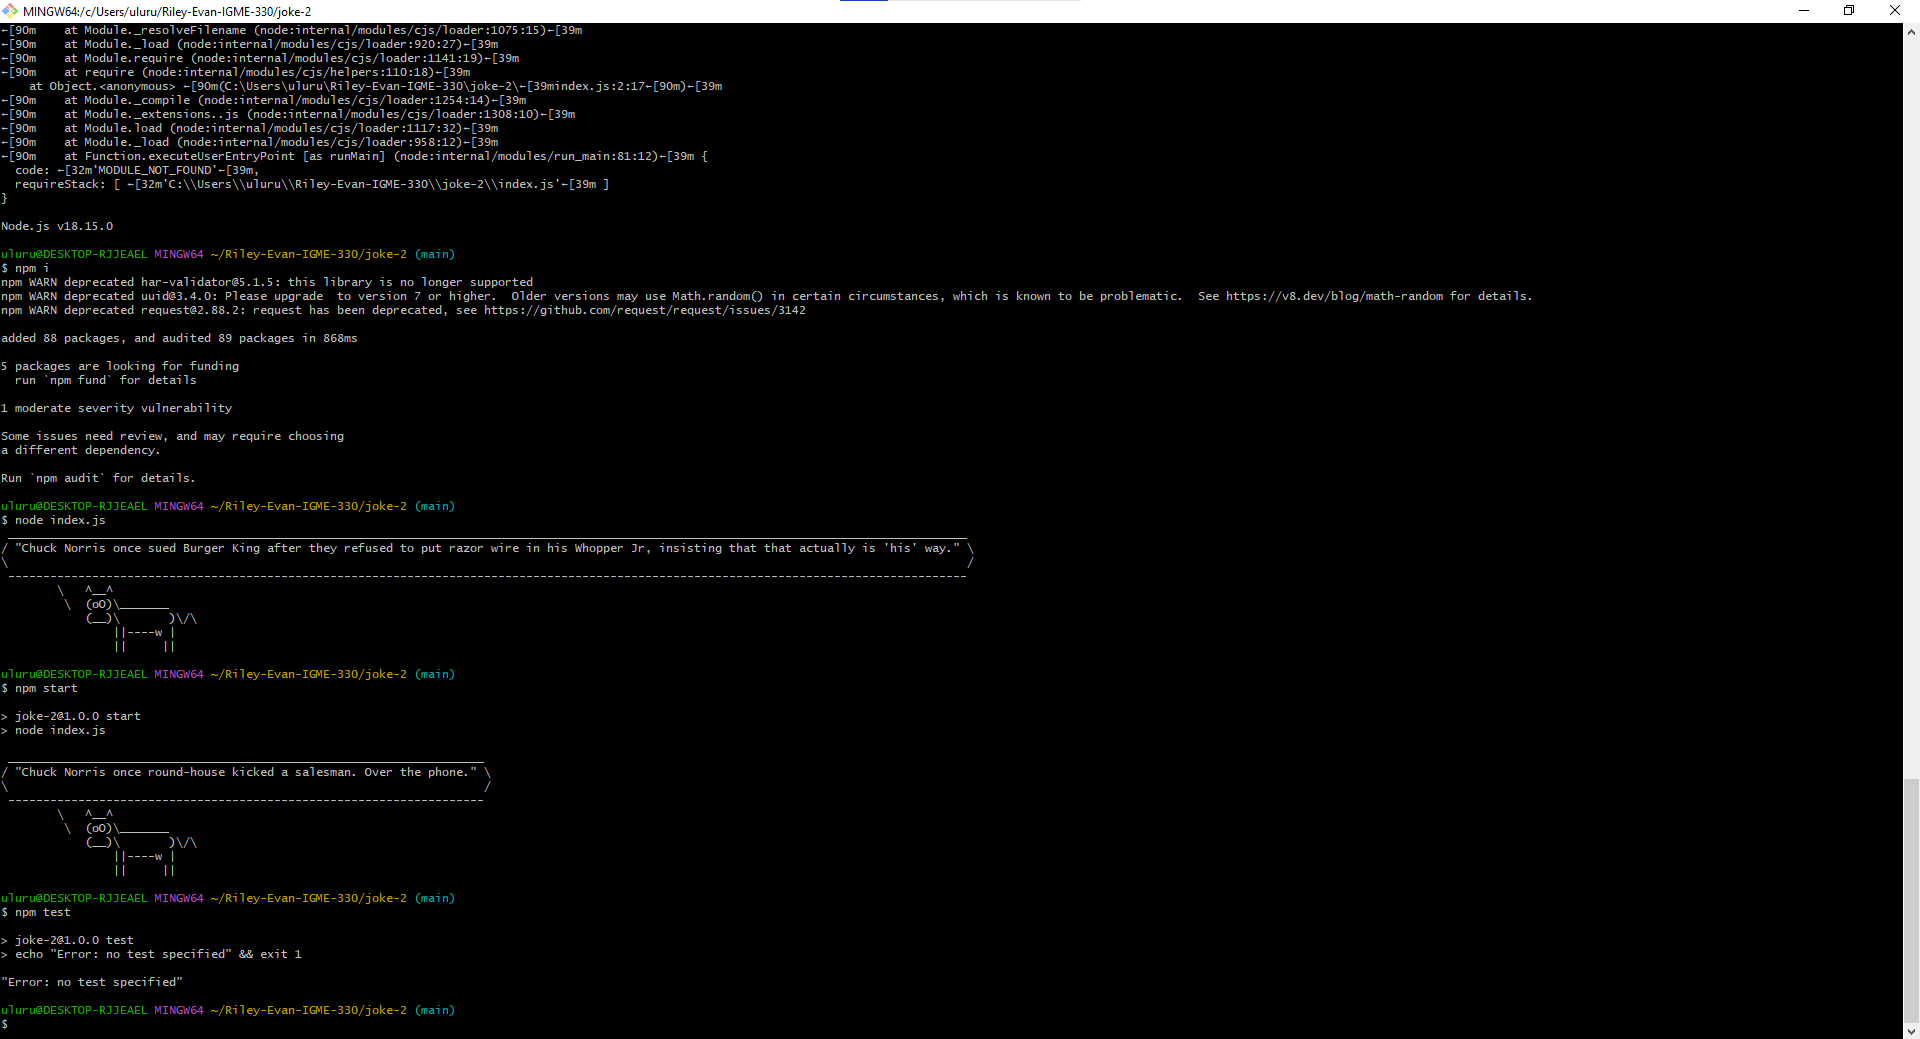 MINGW64:/c/Users/uluru/Riley-Evan-IGME-330/joke-2
←[90m    at Module._resolveFilename (node:internal/modules/cjs/loader:1075:15)←[39m
←[90m    at Module._load (node:internal/modules/cjs/loader:920:27)←[39m
←[90m    at Module.require (node:internal/modules/cjs/loader:1141:19)←[39m
←[90m    at require (node:internal/modules/cjs/helpers:110:18)←[39m
    at Object.<anonymous> ←[90m(C:\Users\uluru\Riley-Evan-IGME-330\joke-2\←[39mindex.js:2:17←[90m)←[39m
←[90m    at Module._compile (node:internal/modules/cjs/loader:1254:14)←[39m
←[90m    at Module._extensions..js (node:internal/modules/cjs/loader:1308:10)←[39m
←[90m    at Module.load (node:internal/modules/cjs/loader:1117:32)←[39m
←[90m    at Module._load (node:internal/modules/cjs/loader:958:12)←[39m
←[90m    at Function.executeUserEntryPoint [as runMain] (node:internal/modules/run_main:81:12)←[39m {
  code: ←[32m'MODULE_NOT_FOUND'←[39m,
  requireStack: [ ←[32m'C:\\Users\\uluru\\Riley-Evan-IGME-330\\joke-2\\index.js'←[39m ]
}
Node.js v18.15.0
uluru@DESKTOP-RJJEAEL MINGW64 ~/Riley-Evan-IGME-330/joke-2 (main)
$ npm i
npm WARN deprecated har-validator@5.1.5: this library is no longer supported
npm WARN deprecated uuid@3.4.0: Please upgrade  to version 7 or higher.  Older versions may use Math.random() in certain circumstances, which is known to be problematic.  See https://v8.dev/blog/math-random for details.
npm WARN deprecated request@2.88.2: request has been deprecated, see https://github.com/request/request/issues/3142
added 88 packages, and audited 89 packages in 868ms
5 packages are looking for funding
  run `npm fund` for details
1 moderate severity vulnerability
Some issues need review, and may require choosing
a different dependency.
Run `npm audit` for details.
uluru@DESKTOP-RJJEAEL MINGW64 ~/Riley-Evan-IGME-330/joke-2 (main)
$ node index.js
/ "Chuck Norris once sued Burger King after they refused to put razor wire in his Whopper Jr, insisting that that actually is 'his' way." \
\ /
        \   ^__^
         \  (oO)\_______
            (__)\       )\/\
                ||----w |
                ||     ||
uluru@DESKTOP-RJJEAEL MINGW64 ~/Riley-Evan-IGME-330/joke-2 (main)
$ npm start
> joke-2@1.0.0 start
> node index.js
/ "Chuck Norris once round-house kicked a salesman. Over the phone." \
\ /
        \   ^__^
         \  (oO)\_______
            (__)\       )\/\
                ||----w |
                ||     ||
uluru@DESKTOP-RJJEAEL MINGW64 ~/Riley-Evan-IGME-330/joke-2 (main)
$ npm test
> joke-2@1.0.0 test
> echo "Error: no test specified" && exit 1
"Error: no test specified"
uluru@DESKTOP-RJJEAEL MINGW64 ~/Riley-Evan-IGME-330/joke-2 (main)
$